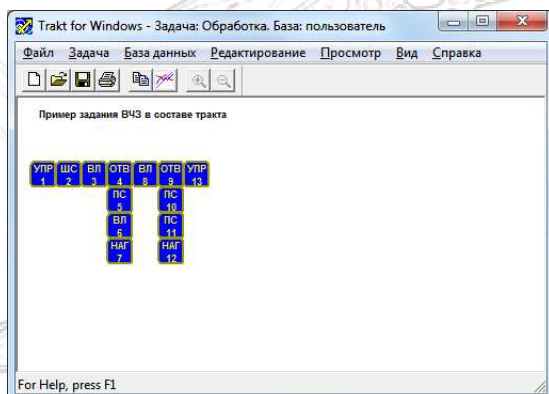 Trakt for Windows - Задача: Обработка. База: пользователь
Файл Задача База данных Редактирование Просмотр Вид Справка
Пример задания ВЧЗ в составе тракта
УПР ШС ВЛ ОТВ ВЛ ОТВ УПР
1 2 3 4 8 9 13
ПС ПС
5 10
ВЛ ПС
6 11
НАГ НАГ
7 12
For Help, press F1